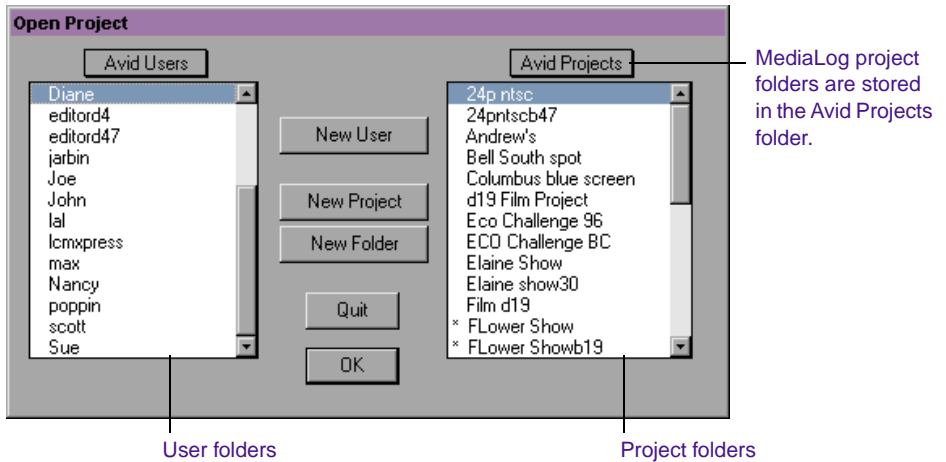 Open Project
Avid Users
Diane
editord4
editord47
jarbin
Joe
John
lal
lcmxpress
max
Nancy
poppin
scott
Sue
New User
New Project
New Folder
Quit
OK
Avid Projects
24p ntsc
24pntscb47
Andrew's
Bell South spot
Columbus blue screen
d19 Film Project
Eco Challenge 96
ECO Challenge BC
Elaine Show
Elaine show30
Film d19
* FLower Show
* FLower Showb19
MediaLog project
folders are stored
in the Avid Projects
folder.
User folders
Project folders